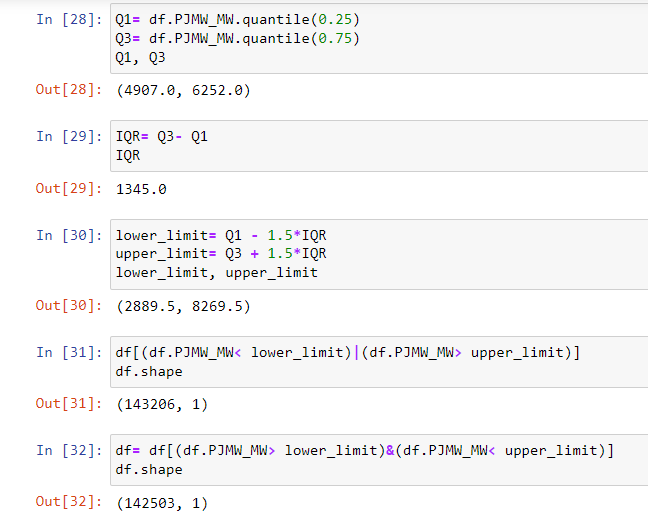 In [28]: Q1= df.PJMW_MW.quantile(0.25)
Q3= df.PJMW_MW.quantile(0.75)
Q1, Q3
Out[28]: (4907.0, 6252.0)
In [29]: IQR= Q3- Q1
IQR
Out[29]: 1345.0
In [30]: lower_limit= Q1 - 1.5*IQR
upper_limit= Q3 + 1.5*IQR
lower_limit, upper_limit
Out[30]: (2889.5, 8269.5)
In [31]: df[(df.PJMW_MW< lower_limit)|(df.PJMW_MW> upper_limit)]
df.shape
Out[31]: (143206, 1)
In [32]: df= df[(df.PJMW_MW> lower_limit)&(df.PJMW_MW< upper_limit)]
df.shape
Out[32]: (142503, 1)